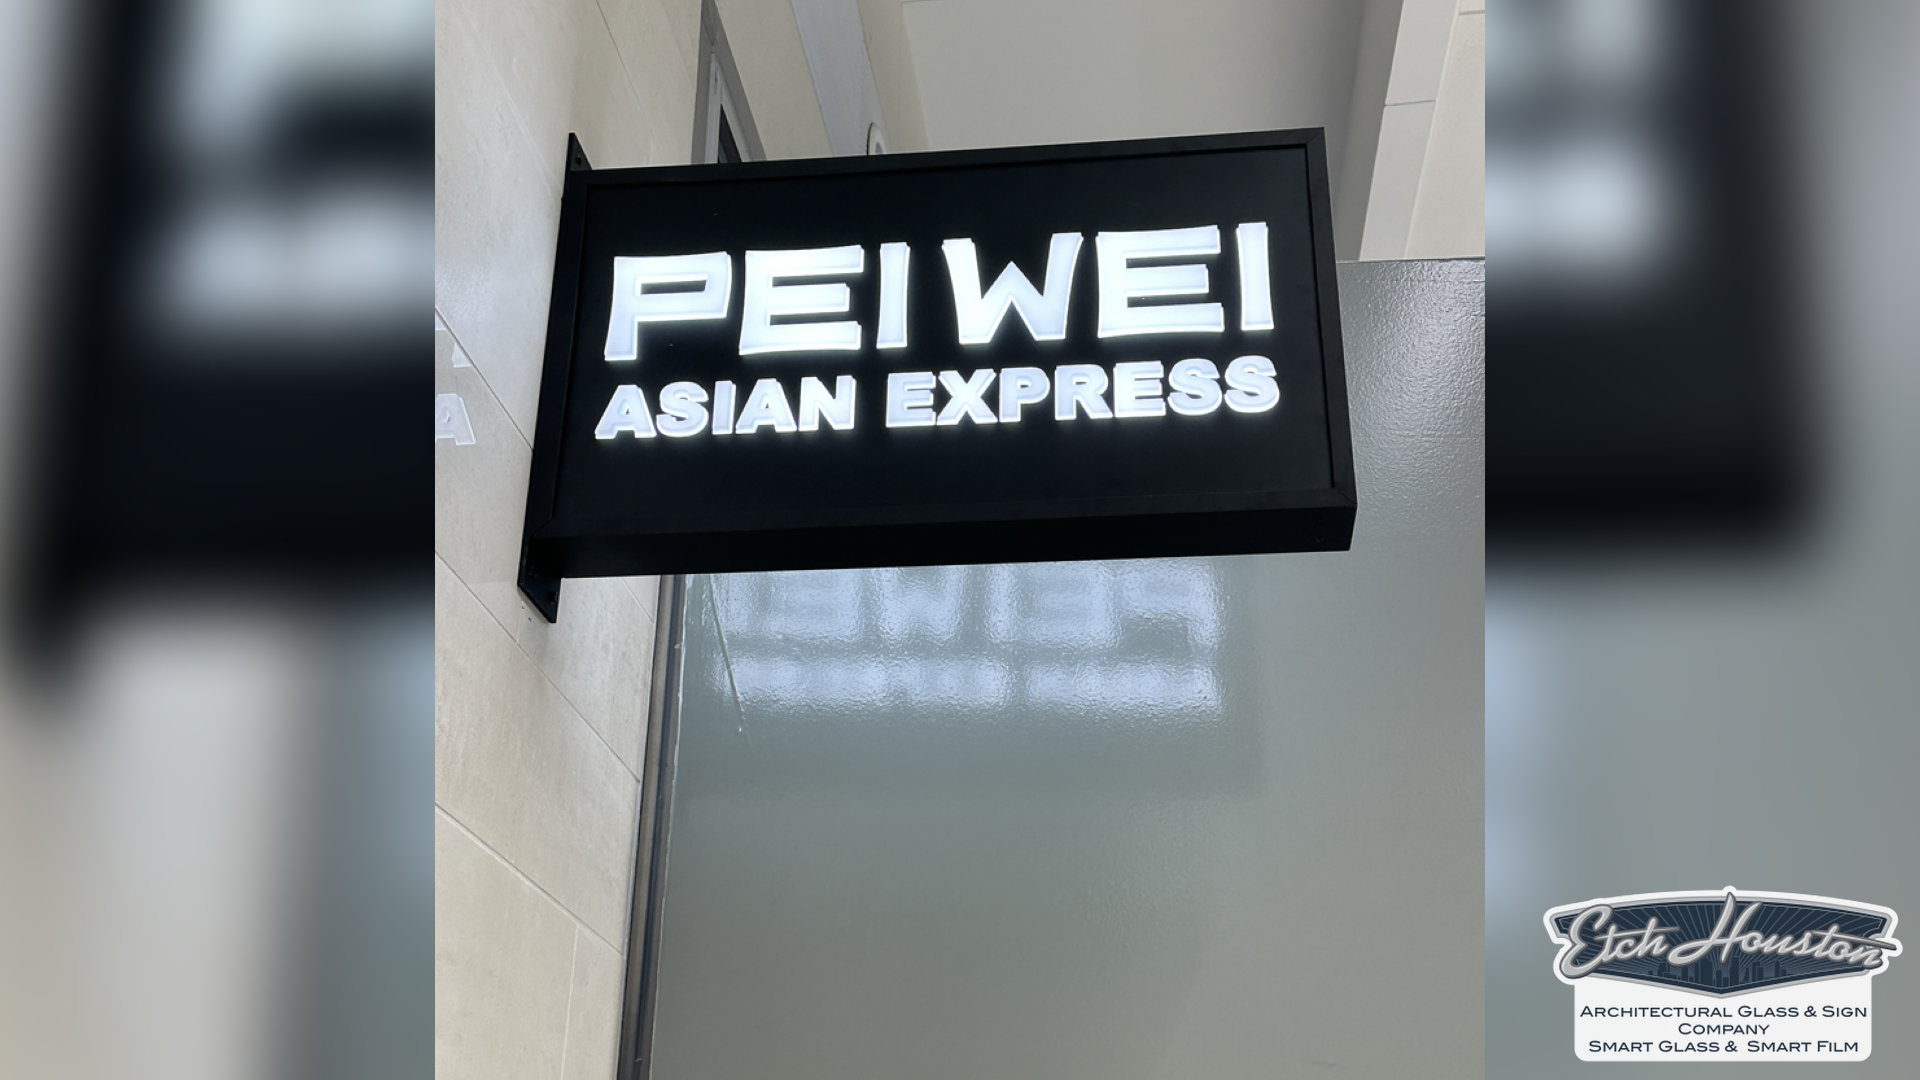 PEI WEI
ASIAN EXPRESS
A
Etch Houston
ARCHITECTURAL GLASS & SIGN
COMPANY
SMART GLASS & SMART FILM